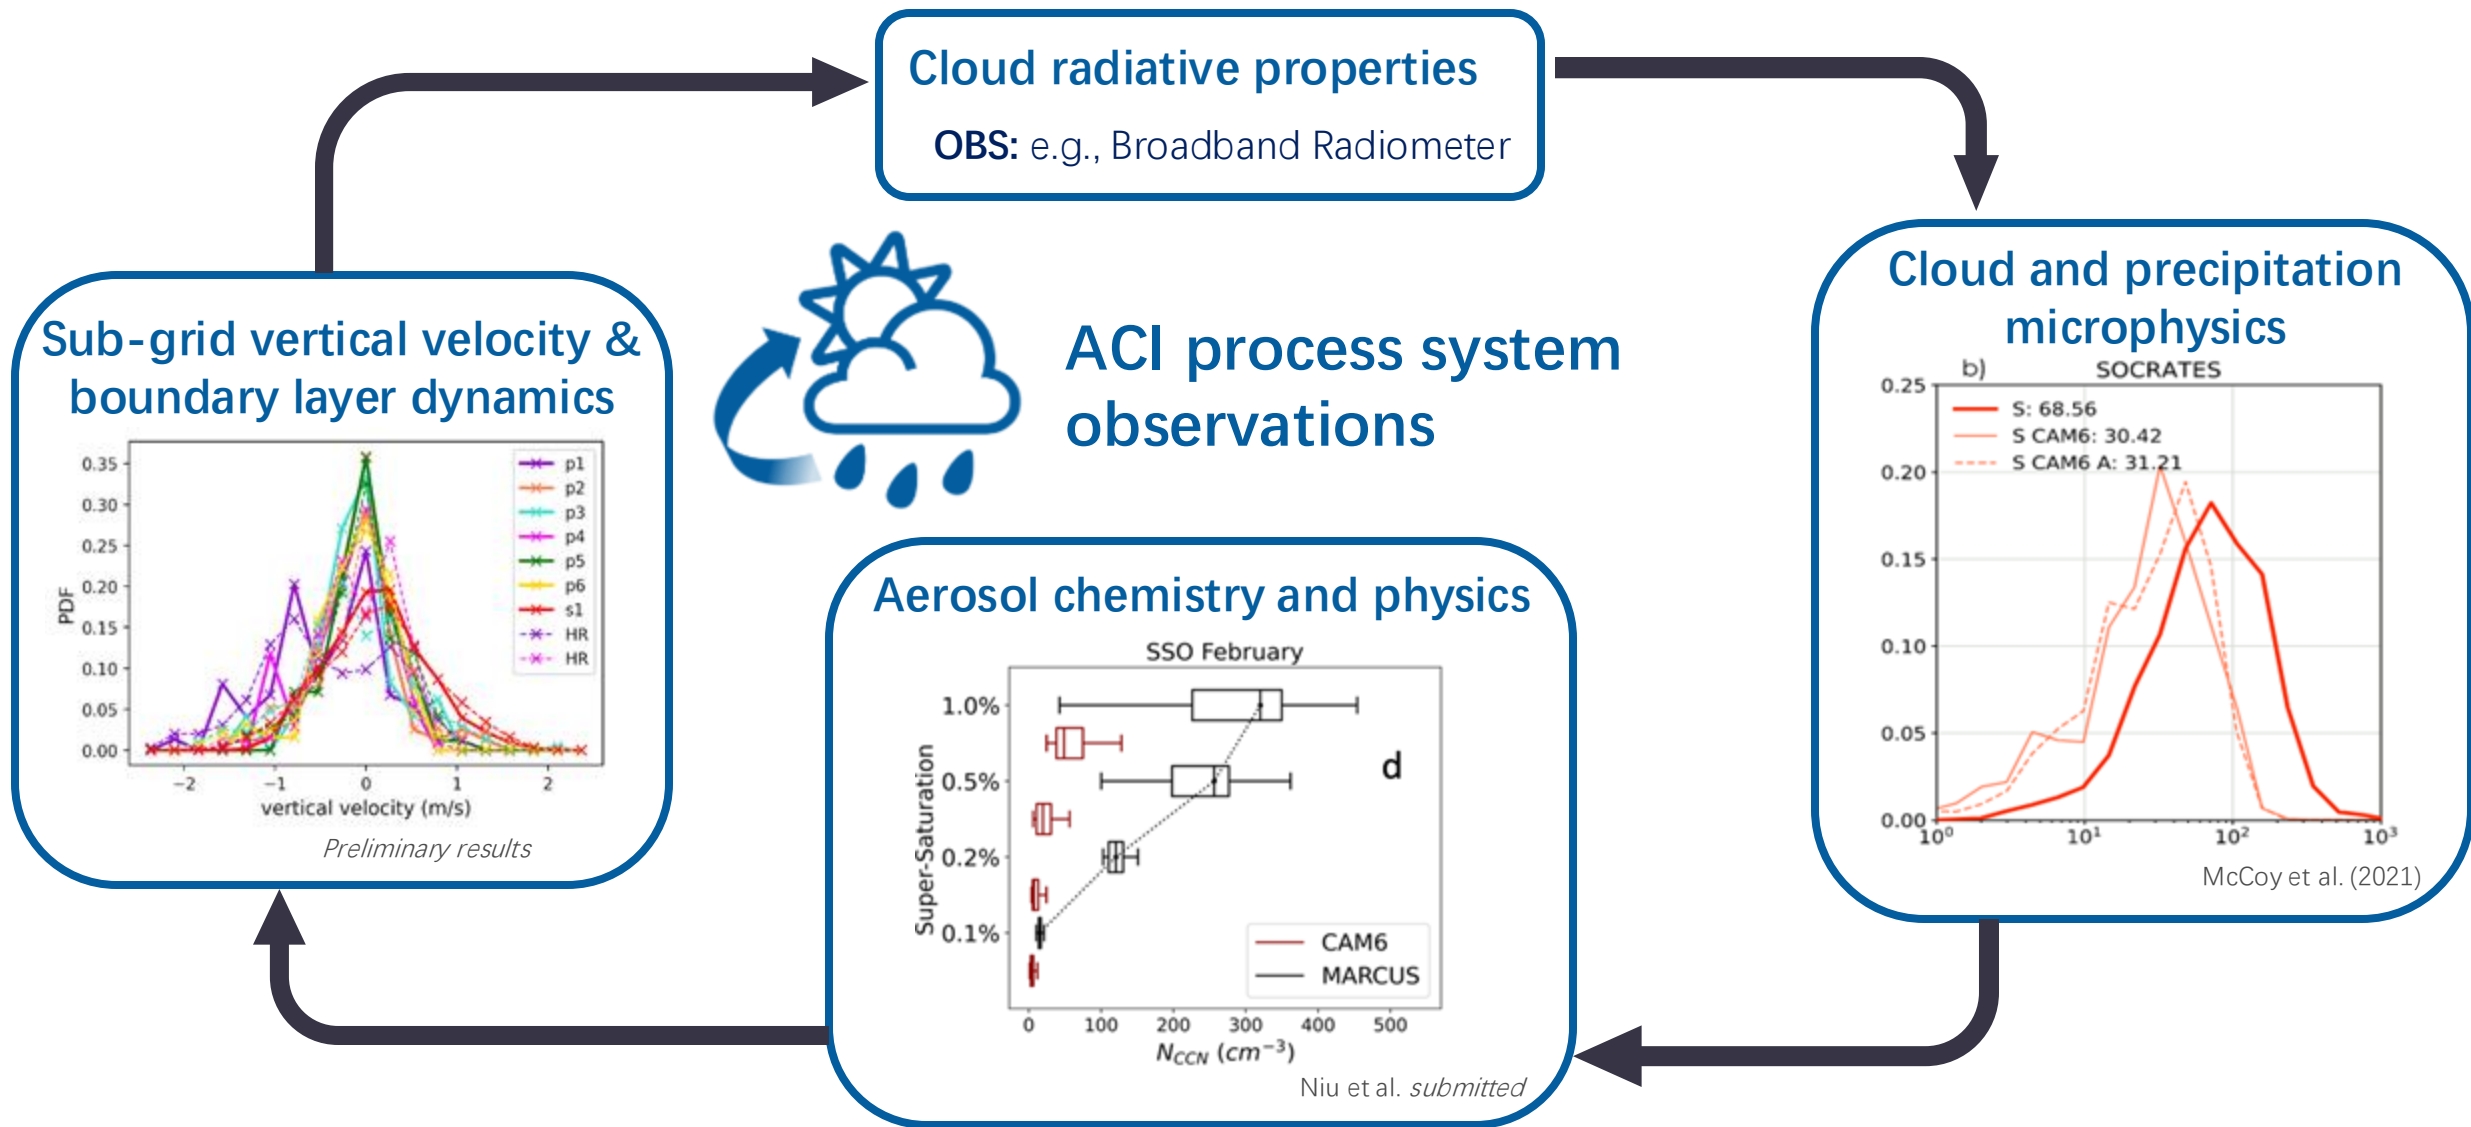 Cloud radiative properties
OBS: e.g., Broadband Radiometer
Sub-grid vertical velocity &
boundary layer dynamics
0.35
0.30
0.25
0.20
0.15
0.10
0.05
0.00
PDF
−2
−1
0
1
2
vertical velocity (m/s)
p1
p2
p3
p4
p5
p6
s1
HR
HR
Preliminary results
ACI process system
observations
Cloud and precipitation
microphysics
b)
SOCRATES
S: 68.56
S CAM6: 30.42
S CAM6 A: 31.21
0.25
0.20
0.15
0.10
0.05
0.00
10⁰
10¹
10²
10³
McCoy et al. (2021)
Aerosol chemistry and physics
SSO February
Super-Saturation
1.0%
0.5%
0.2%
0.1%
d
CAM6
MARCUS
0
100
200
300
400
500
N_CCN (cm⁻³)
Niu et al. submitted